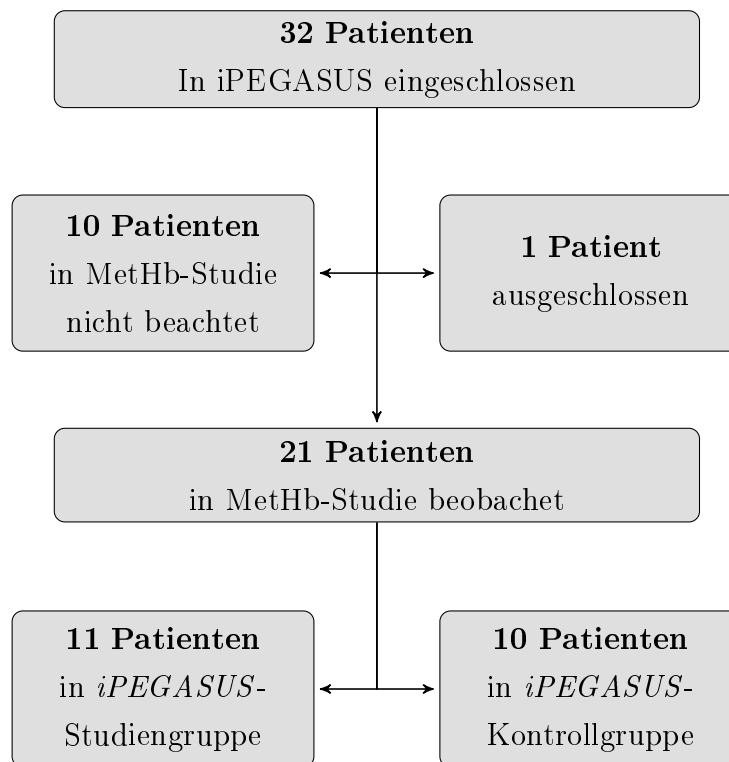 32 Patienten
In iPEGASUS eingeschlossen
10 Patienten
in MetHb-Studie
nicht beachtet
1 Patient
ausgeschlossen
21 Patienten
in MetHb-Studie beobachet
11 Patienten
in iPEGASUS-
Studiengruppe
10 Patienten
in iPEGASUS-
Kontrollgruppe